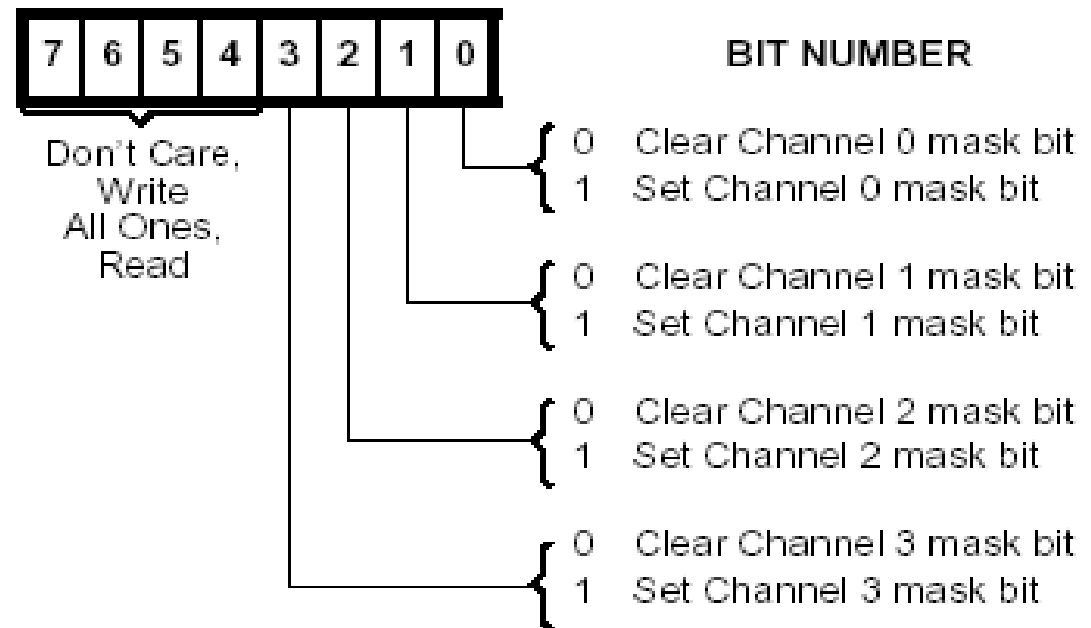 7 6 5 4 3 2 1 0
BIT NUMBER
Don't Care,
Write
All Ones,
Read
0 Clear Channel 0 mask bit
1 Set Channel 0 mask bit
0 Clear Channel 1 mask bit
1 Set Channel 1 mask bit
0 Clear Channel 2 mask bit
1 Set Channel 2 mask bit
0 Clear Channel 3 mask bit
1 Set Channel 3 mask bit